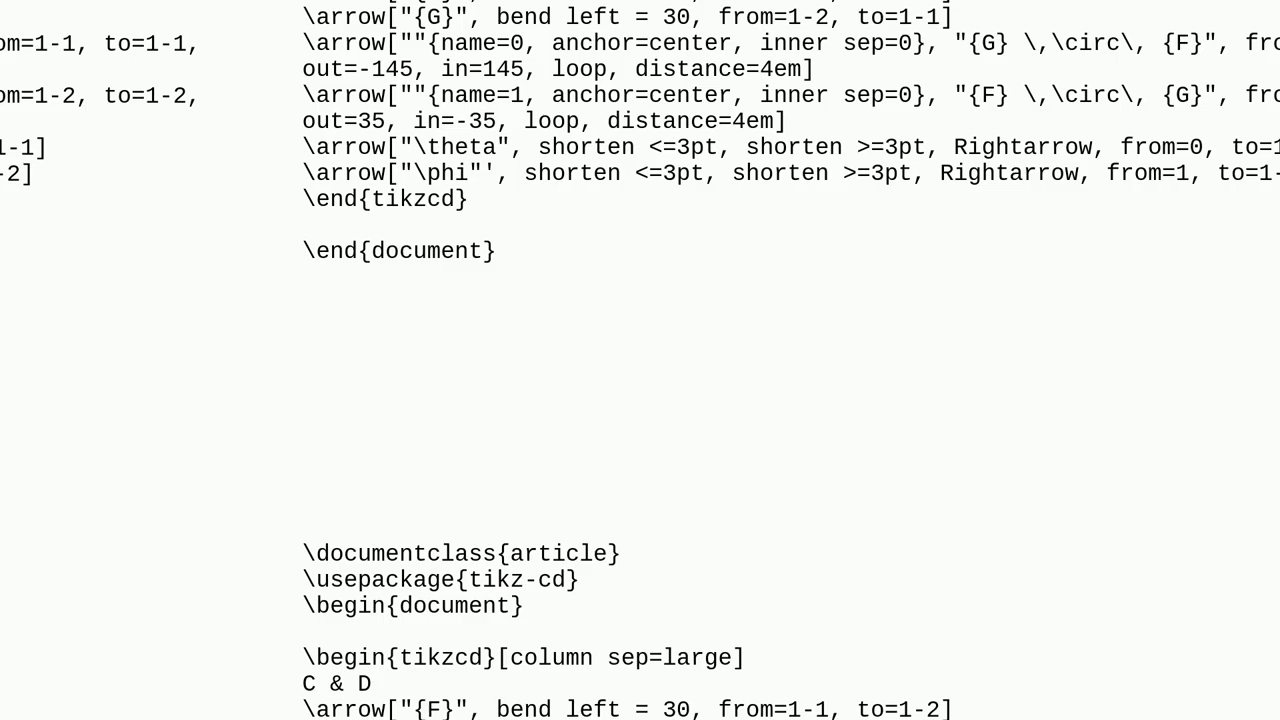 \arrow["{G}", bend left = 30, from=1-2, to=1-1]
om=1-1, to=1-1,
\arrow[""{name=0, anchor=center, inner sep=0}, "{G} \,\circ\, {F}", fro
out=-145, in=145, loop, distance=4em]
om=1-2, to=1-2,
\arrow[""{name=1, anchor=center, inner sep=0}, "{F} \,\circ\, {G}", fro
out=35, in=-35, loop, distance=4em]
1-1]
\arrow["\theta", shorten <=3pt, shorten >=3pt, Rightarrow, from=0, to=1
-2]
\arrow["\phi"', shorten <=3pt, shorten >=3pt, Rightarrow, from=1, to=1-
\end{tikzcd}
\end{document}
\documentclass{article}
\usepackage{tikz-cd}
\begin{document}
\begin{tikzcd}[column sep=large]
C & D
\arrow["{F}", bend left = 30, from=1-1, to=1-2]